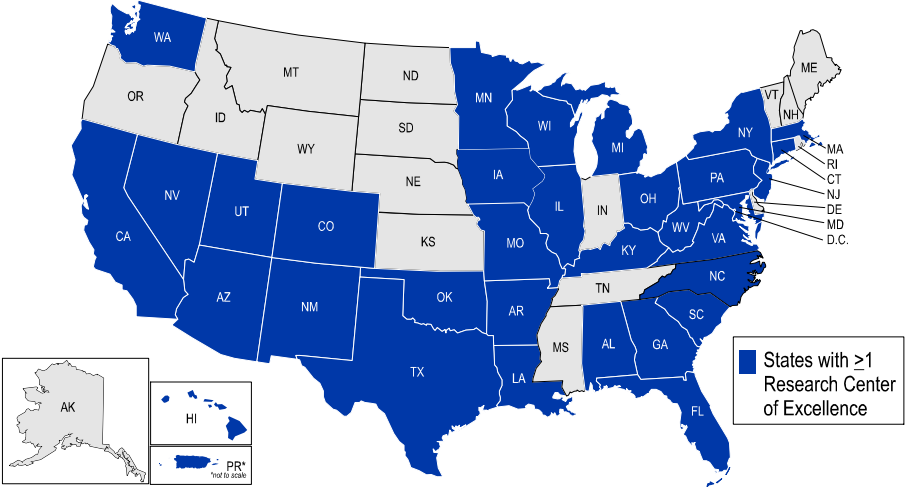 WA
MT
ND
MN
ME
VT
NH
OR
ID
SD
WI
MI
NY
MA
RI
CT
WY
IA
NE
PA
NJ
NV
UT
CO
IL
IN
OH
DE
MD
D.C.
WV
VA
CA
KS
MO
KY
AZ
NM
OK
AR
TN
NC
SC
MS
AL
GA
TX
LA
FL
AK
HI
PR*
*not to scale
States with ≥1
Research Center
of Excellence